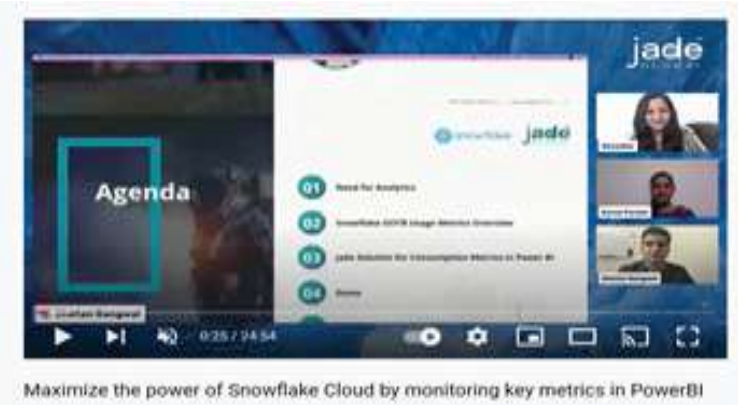 jade
GLOBAL
snowflake jade
Agenda
01 Need for Analytics
02 Snowflake OOTB Usage Metrics Overview
03 Jade Solution for Consumption Metrics in Power BI
04 Demo
0:25 / 24:54
Maximize the power of Snowflake Cloud by monitoring key metrics in PowerBI